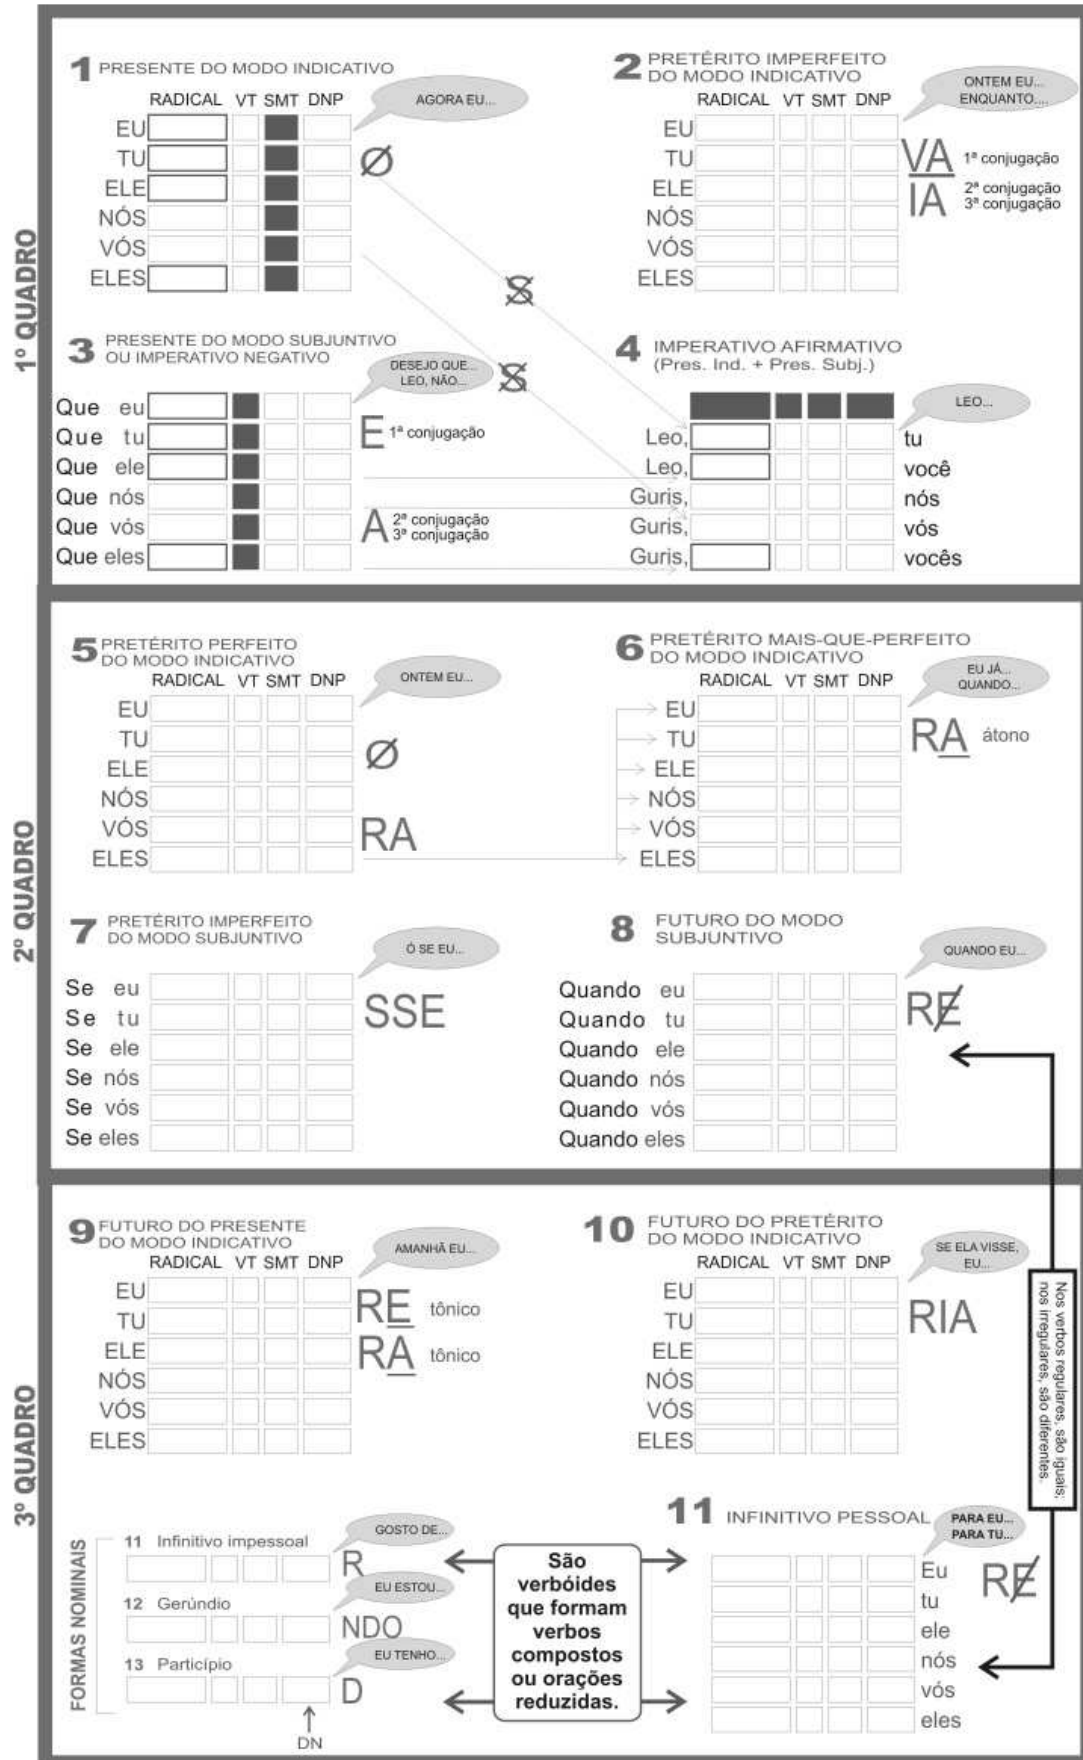 1º QUADRO
1 PRESENTE DO MODO INDICATIVO
RADICAL VT SMT DNP
AGORA EU...
EU
TU
Ø
ELE
NÓS
VÓS
ELES
2 PRETÉRITO IMPERFEITO
DO MODO INDICATIVO
RADICAL VT SMT DNP
ONTEM EU...
ENQUANTO....
EU
TU
ELE
NÓS
VÓS
ELES
VA 1ª conjugação
IA 2ª conjugação
3ª conjugação
S
S
3 PRESENTE DO MODO SUBJUNTIVO
OU IMPERATIVO NEGATIVO
DESEJO QUE...
LEO, NÃO...
Que eu
Que tu
Que ele
Que nós
Que vós
Que eles
E 1ª conjugação
A 2ª conjugação
3ª conjugação
4 IMPERATIVO AFIRMATIVO
(Pres. Ind. + Pres. Subj.)
LEO...
Leo, tu
Leo, você
Guris, nós
Guris, vós
Guris, vocês
2º QUADRO
5 PRETÉRITO PERFEITO
DO MODO INDICATIVO
RADICAL VT SMT DNP
ONTEM EU...
EU
TU
ELE
NÓS
VÓS
ELES
Ø
RA
6 PRETÉRITO MAIS-QUE-PERFEITO
DO MODO INDICATIVO
RADICAL VT SMT DNP
EU JÁ...
QUANDO...
EU
TU
ELE
NÓS
VÓS
ELES
RA átono
7 PRETÉRITO IMPERFEITO
DO MODO SUBJUNTIVO
Ó SE EU...
Se eu
Se tu
Se ele
Se nós
Se vós
Se eles
SSE
8 FUTURO DO MODO
SUBJUNTIVO
QUANDO EU...
Quando eu
Quando tu
Quando ele
Quando nós
Quando vós
Quando eles
RE
3º QUADRO
9 FUTURO DO PRESENTE
DO MODO INDICATIVO
RADICAL VT SMT DNP
AMANHÃ EU...
EU
TU
ELE
NÓS
VÓS
ELES
RE tônico
RA tônico
10 FUTURO DO PRETÉRITO
DO MODO INDICATIVO
RADICAL VT SMT DNP
SE ELA VISSE,
EU...
EU
TU
ELE
NÓS
VÓS
ELES
RIA
Nos verbos regulares, são iguais;
nos irregulares, são diferentes.
FORMAS NOMINAIS
11 Infinitivo impessoal
GOSTO DE...
R
12 Gerúndio
EU ESTOU...
NDO
13 Particípio
EU TENHO...
D
DN
São
verbóides
que formam
verbos
compostos
ou orações
reduzidas.
11 INFINITIVO PESSOAL
PARA EU...
PARA TU...
Eu
tu
ele
nós
vós
eles
RE